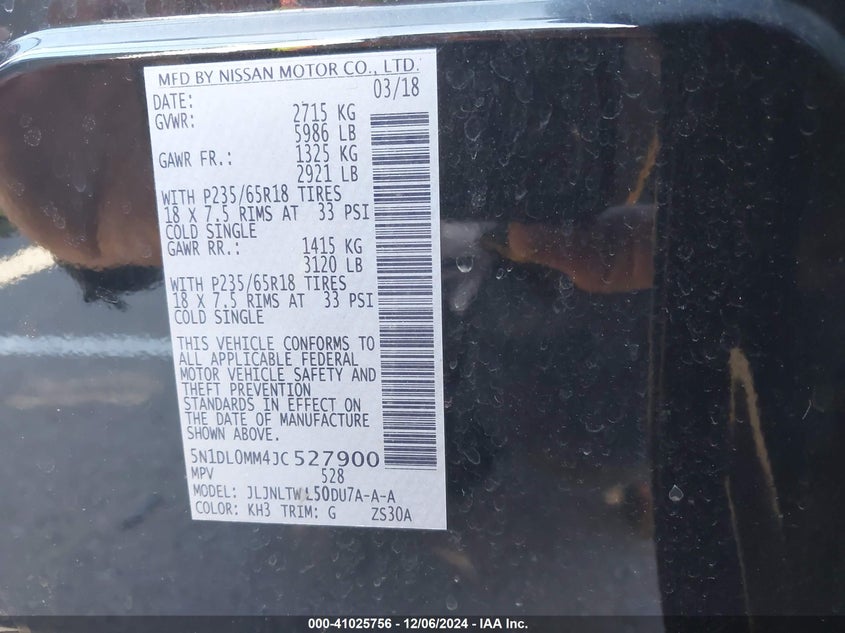 MFD BY NISSAN MOTOR CO., LTD.
DATE: 03/18
GVWR: 2715 KG
5986 LB
GAWR FR.: 1325 KG
2921 LB
WITH P235/65R18 TIRES
18 X 7.5 RIMS AT 33 PSI
COLD SINGLE
GAWR RR.: 1415 KG
3120 LB
WITH P235/65R18 TIRES
18 X 7.5 RIMS AT 33 PSI
COLD SINGLE
THIS VEHICLE CONFORMS TO
ALL APPLICABLE FEDERAL
MOTOR VEHICLE SAFETY AND
THEFT PREVENTION
STANDARDS IN EFFECT ON
THE DATE OF MANUFACTURE
SHOWN ABOVE.
5N1DL0MM4JC527900
MPV 528
MODEL: JLJNLTWL50DU7A-A-A
COLOR: KH3 TRIM: G ZS30A
000-41025756 - 12/06/2024 - IAA Inc.